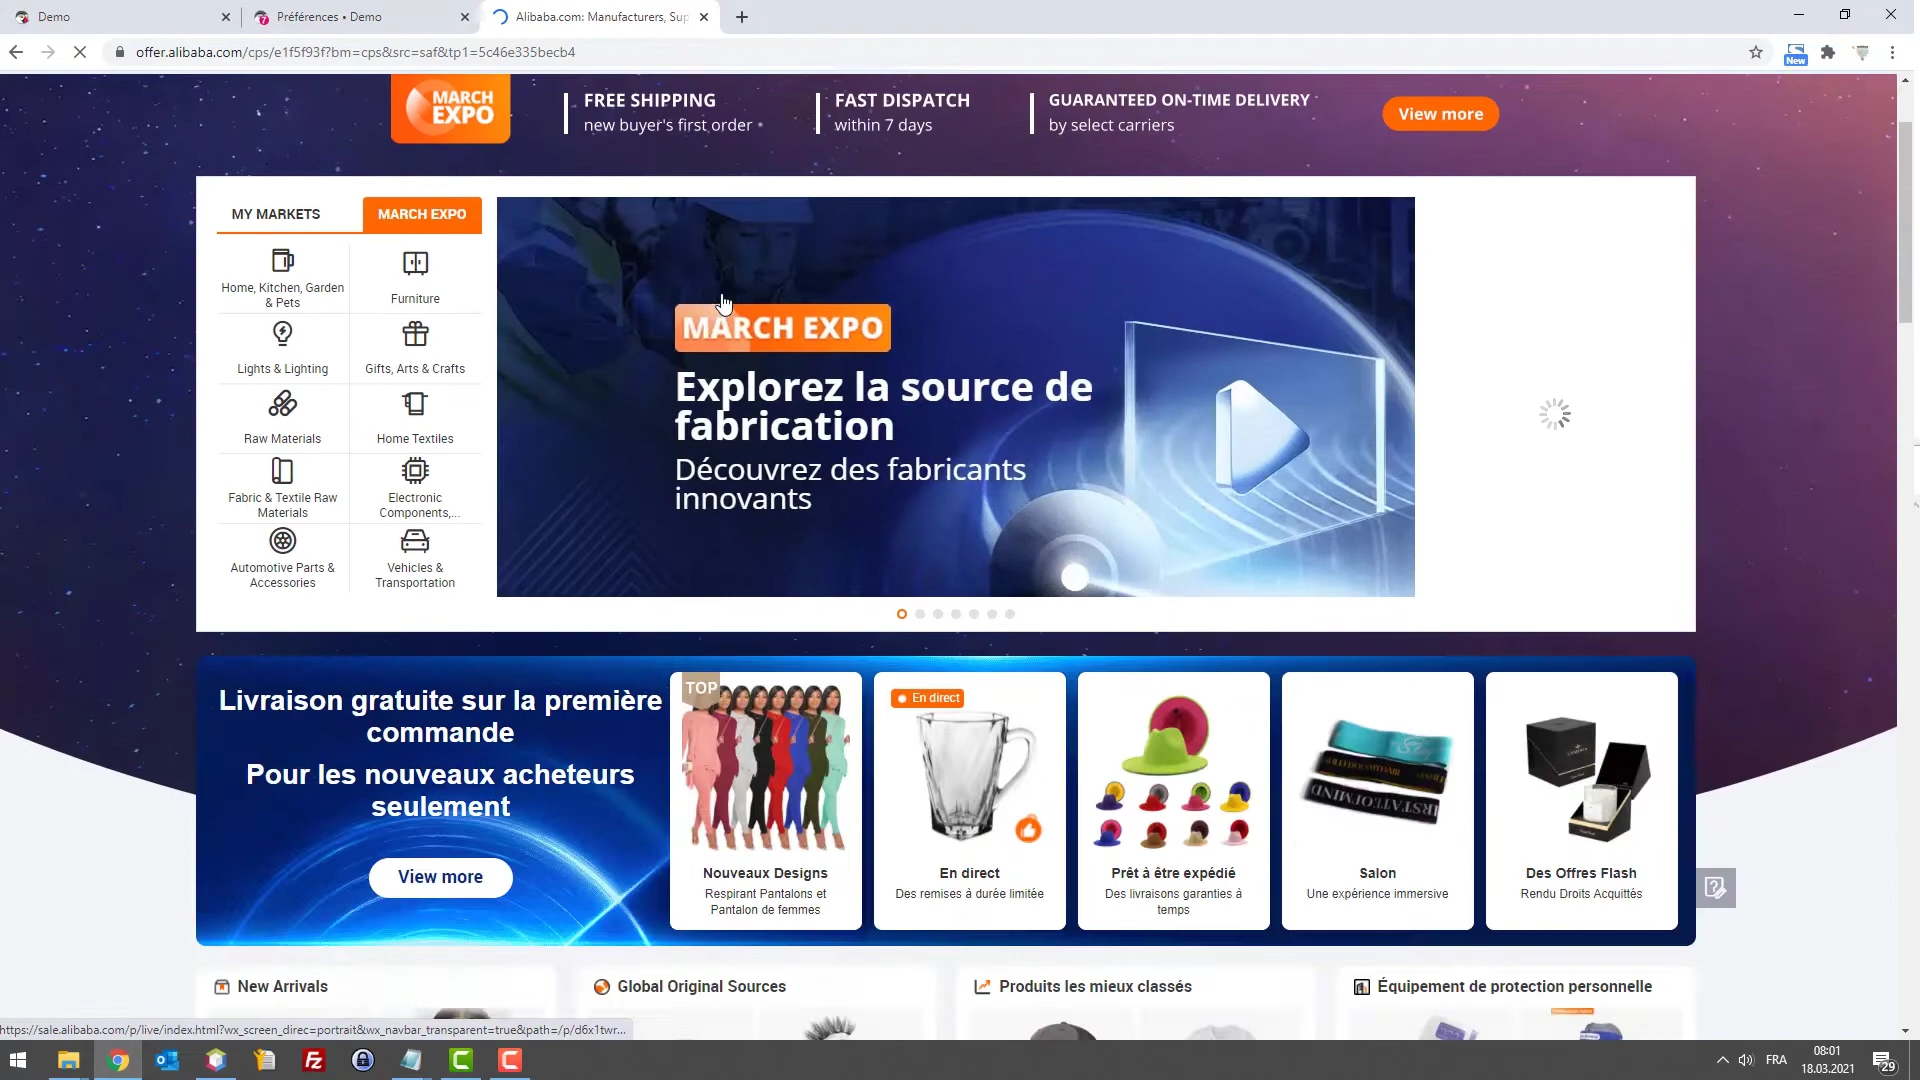 Demo
Préférences • Demo
7
Alibaba.com: Manufacturers, Sup
offer.alibaba.com/cps/e1f5f93f?bm=cps&src=saf&tp1=5c46e335becb4
New
MARCH
EXPO
FREE SHIPPING
new buyer's first order
FAST DISPATCH
within 7 days
GUARANTEED ON-TIME DELIVERY
by select carriers
View more
MY MARKETS
MARCH EXPO
Home, Kitchen, Garden
& Pets
Furniture
Lights & Lighting
Gifts, Arts & Crafts
Raw Materials
Home Textiles
Fabric & Textile Raw
Materials
Electronic
Components,...
Automotive Parts &
Accessories
Vehicles &
Transportation
MARCH EXPO
Explorez la source de
fabrication
Découvrez des fabricants
innovants
Livraison gratuite sur la première
commande
Pour les nouveaux acheteurs
seulement
View more
TOP
Nouveaux Designs
Respirant Pantalons et
Pantalon de femmes
En direct
En direct
Des remises à durée limitée
Prêt à être expédié
Des livraisons garanties à
temps
Salon
Une expérience immersive
Des Offres Flash
Rendu Droits Acquittés
New Arrivals
Global Original Sources
Produits les mieux classés
Équipement de protection personnelle
https://sale.alibaba.com/p/live/index.html?wx_screen_direc=portrait&wx_navbar_transparent=true&path=/p/d6x1twr...
FRA
08:01
18.03.2021
29